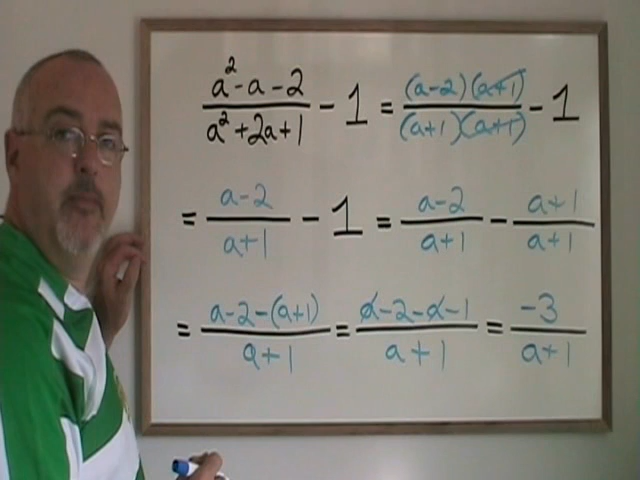 (a² - a - 2)/(a² + 2a + 1) - 1 = ((a-2)(a+1))/((a+1)(a+1)) - 1
= (a-2)/(a+1) - 1 = (a-2)/(a+1) - (a+1)/(a+1)
= (a-2-(a+1))/(a+1) = (a-2-a-1)/(a+1) = (-3)/(a+1)